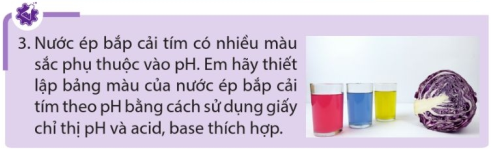 3. Nước ép bắp cải tím có nhiều màu
sắc phụ thuộc vào pH. Em hãy thiết
lập bảng màu của nước ép bắp cải
tím theo pH bằng cách sử dụng giấy
chỉ thị pH và acid, base thích hợp.